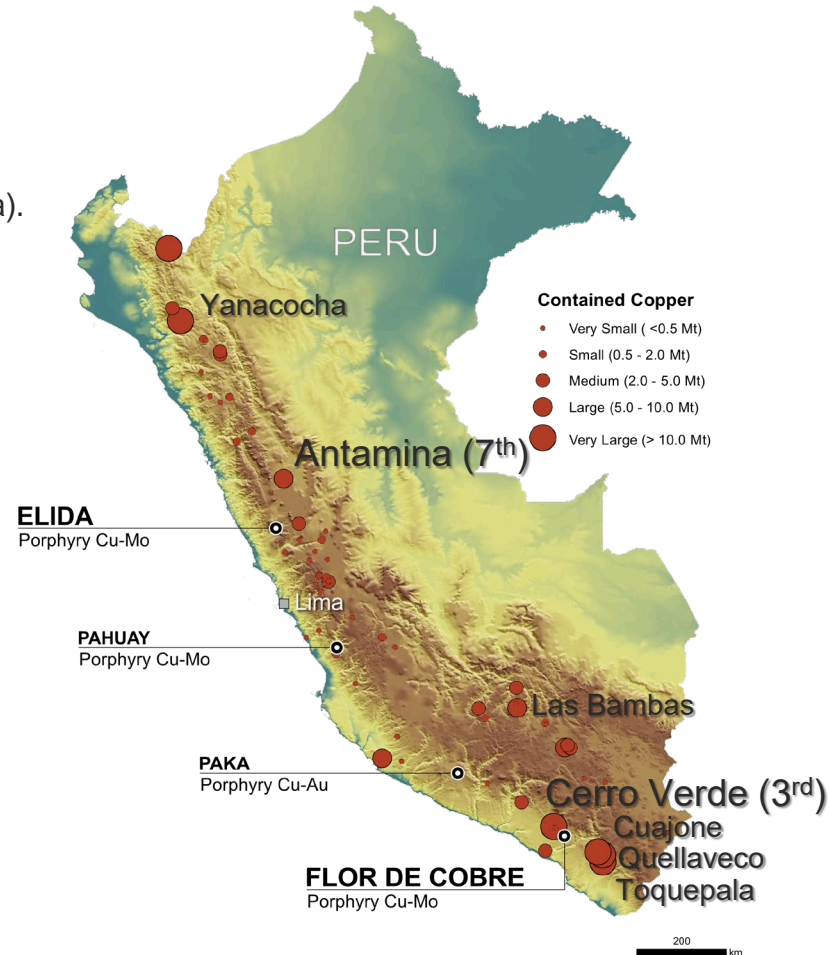 a).
PERU
Yanacocha
Contained Copper
Very Small ( <0.5 Mt)
Small (0.5 - 2.0 Mt)
Medium (2.0 - 5.0 Mt)
Large (5.0 - 10.0 Mt)
Very Large (> 10.0 Mt)
Antamina (7th)
ELIDA
Porphyry Cu-Mo
Lima
PAHUAY
Porphyry Cu-Mo
Las Bambas
PAKA
Porphyry Cu-Au
Cerro Verde (3rd)
Cuajone
Quellaveco
Toquepala
FLOR DE COBRE
Porphyry Cu-Mo
200
km